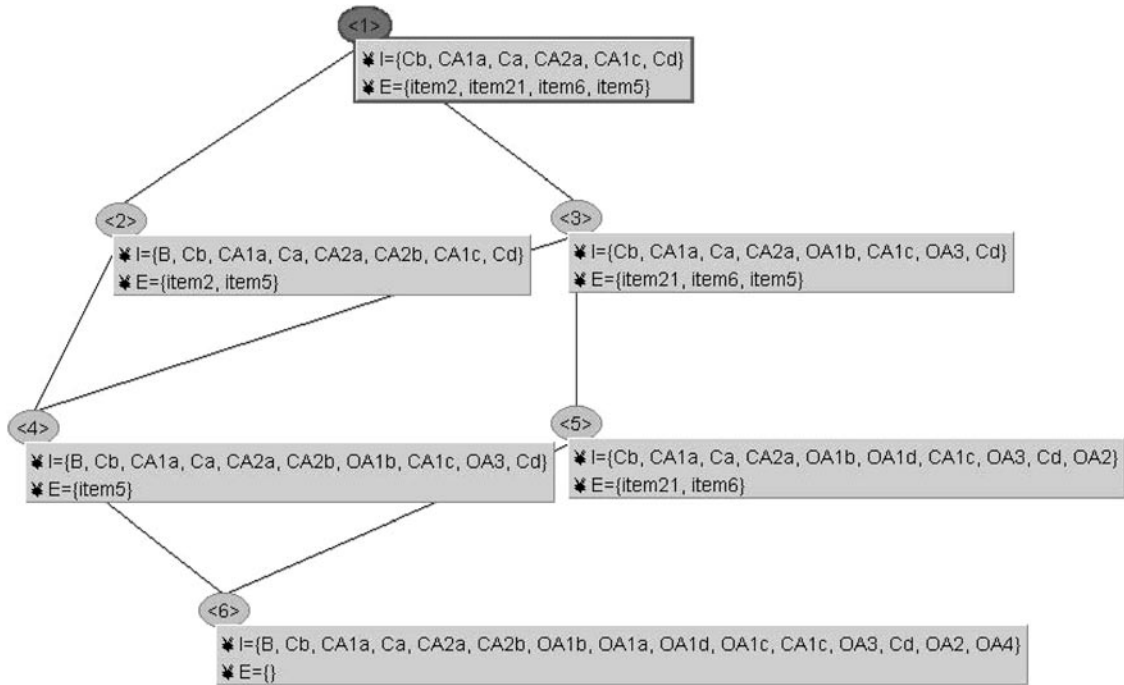 <1>
¥ I={Cb, CA1a, Ca, CA2a, CA1c, Cd}
¥ E={item2, item21, item6, item5}
<2>
¥ I={B, Cb, CA1a, Ca, CA2a, CA2b, CA1c, Cd}
¥ E={item2, item5}
<3>
¥ I={Cb, CA1a, Ca, CA2a, OA1b, CA1c, OA3, Cd}
¥ E={item21, item6, item5}
<4>
¥ I={B, Cb, CA1a, Ca, CA2a, CA2b, OA1b, CA1c, OA3, Cd}
¥ E={item5}
<5>
¥ I={Cb, CA1a, Ca, CA2a, OA1b, OA1d, CA1c, OA3, Cd, OA2}
¥ E={item21, item6}
<6>
¥ I={B, Cb, CA1a, Ca, CA2a, CA2b, OA1b, OA1a, OA1d, OA1c, CA1c, OA3, Cd, OA2, OA4}
¥ E={}